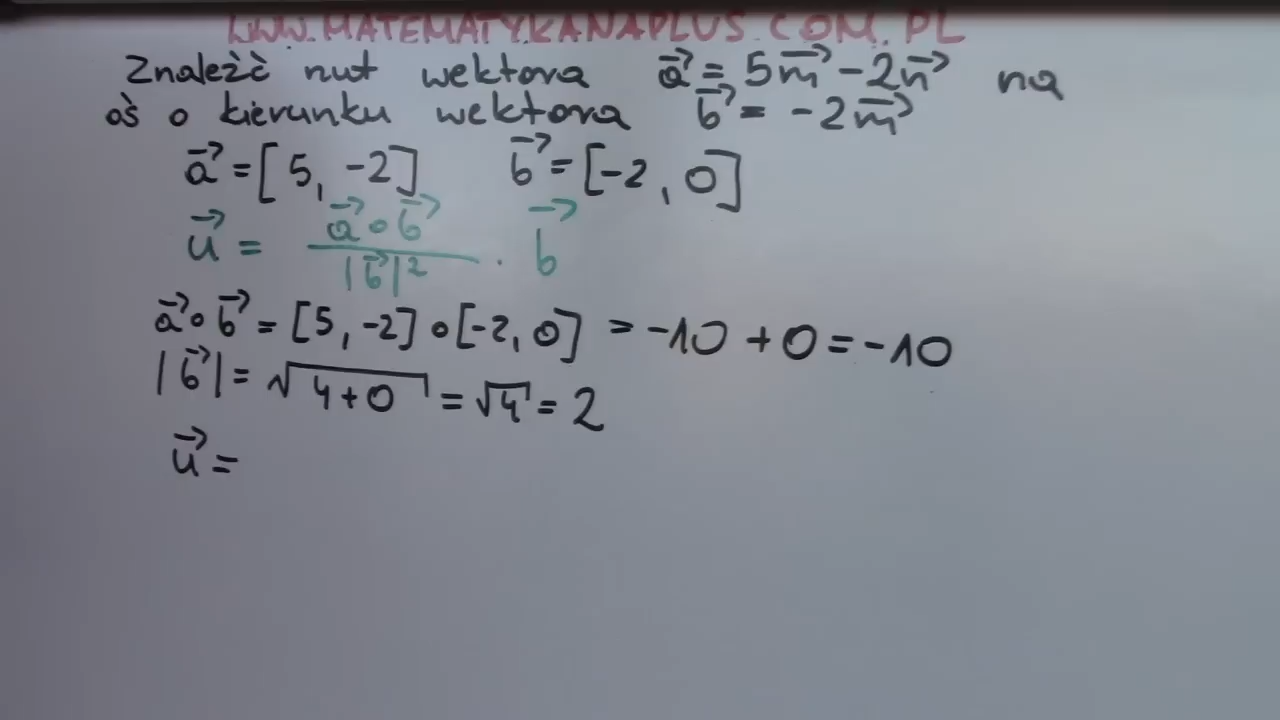 WWW.MATEMATYKANAPLUS.COM.PL
Znaleźć rzut wektora a⃗ = 5m⃗ - 2n⃗ na
oś o kierunku wektora b⃗ = -2m⃗
a⃗ = [5, -2] b⃗ = [-2, 0]
u⃗ = (a⃗ ∘ b⃗)/|b⃗|² · b⃗
a⃗ ∘ b⃗ = [5, -2] ∘ [-2, 0] = -10 + 0 = -10
|b⃗| = √(4+0) = √4 = 2
u⃗ =